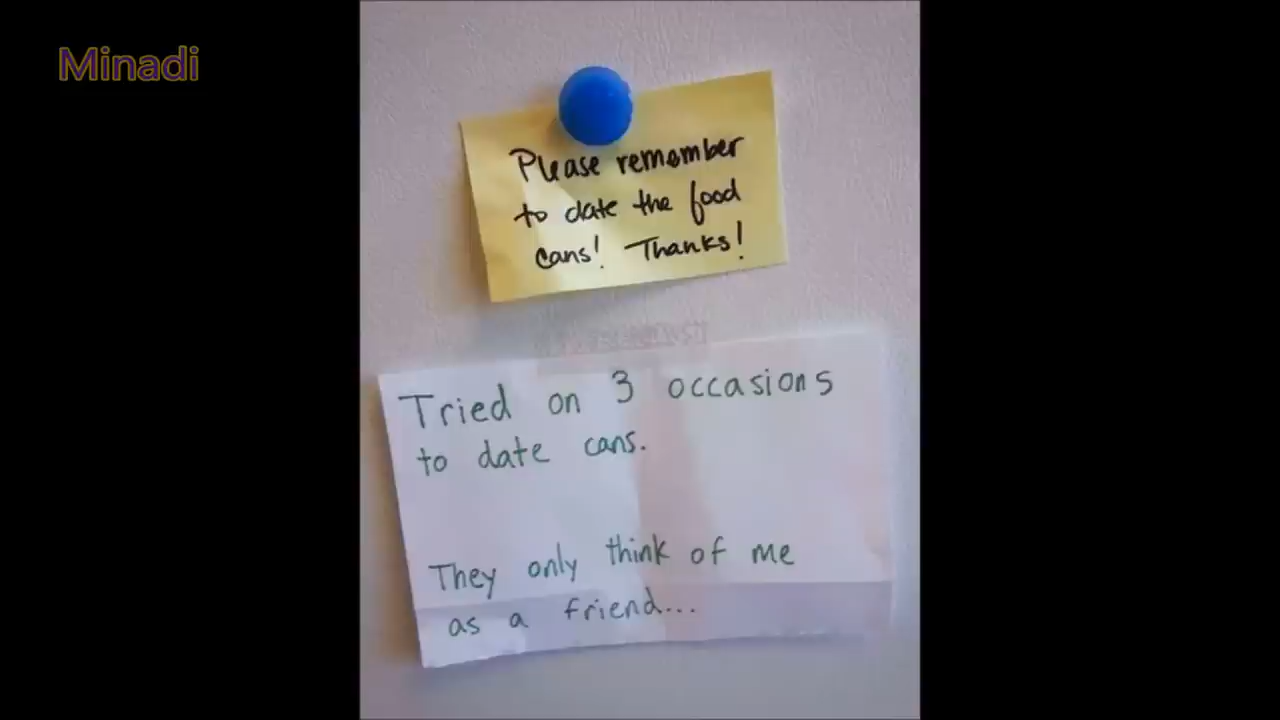 Minadi
Please remember
to date the food
cans! Thanks!
Tried on 3 occasions
to date cans.
They only think of me
as a friend...